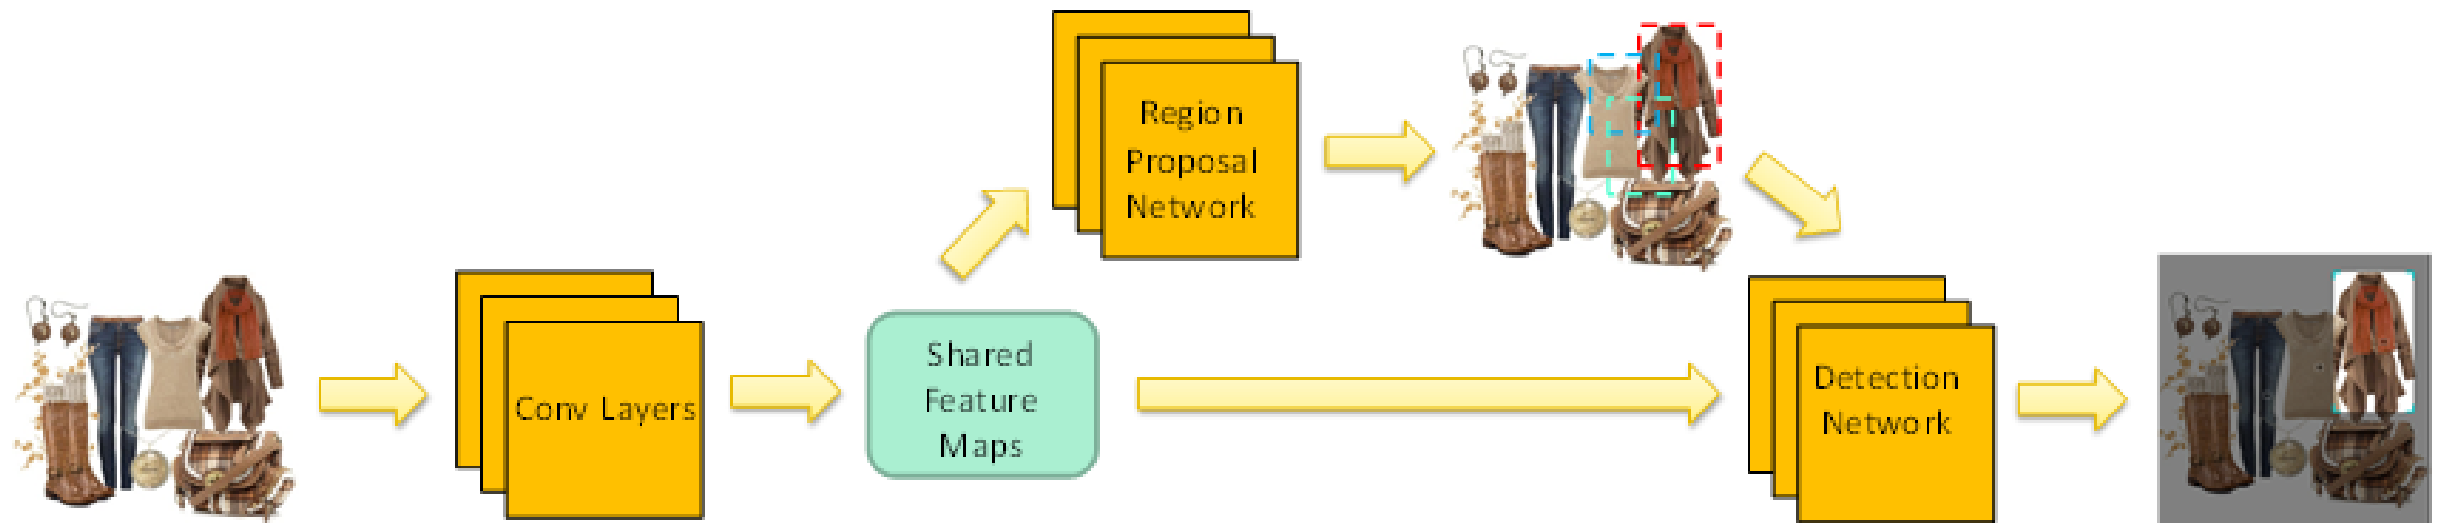 Region
Proposal
Network
Conv Layers
Shared
Feature
Maps
Detection
Network